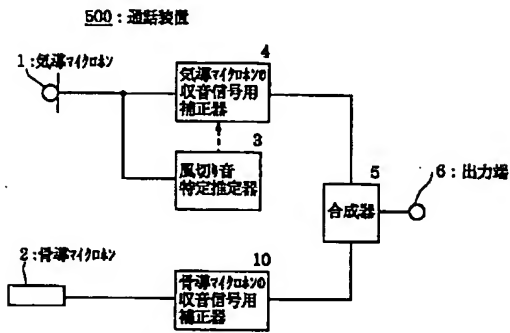 500：通話装置
1：気導マイクロホン
4
気導マイクロホンの
収音信号用
補正器
3
風切り音
特定推定器
5
合成器
6：出力端
2：骨導マイクロホン
10
骨導マイクロホンの
収音信号用
補正器